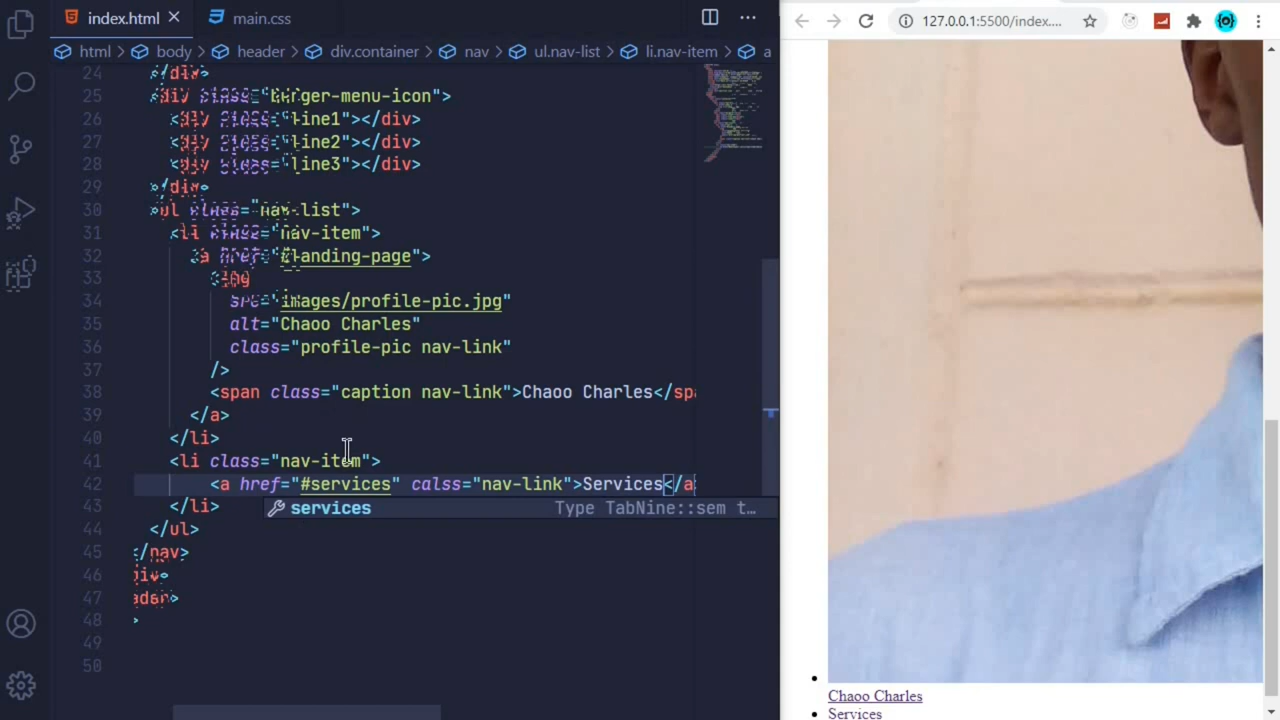 index.html
main.css
127.0.0.1:5500/index....
html > body > header > div.container > nav > ul.nav-list > li.nav-item > a
24 </div>
25 <div class="burger-menu-icon">
26 <div class="line1"></div>
27 <div class="line2"></div>
28 <div class="line3"></div>
29 </div>
30 <ul class="nav-list">
31 <li class="nav-item">
32 <a href="#landing-page">
33 <img
34 src="images/profile-pic.jpg"
35 alt="Chaoo Charles"
36 class="profile-pic nav-link"
37 />
38 <span class="caption nav-link">Chaoo Charles</spa
39 </a>
40 </li>
41 <li class="nav-item">
42 <a href="#services" calss="nav-link">Services</a
43 </li>
services Type TabNine::sem t…
44 </ul>
45 </nav>
46 div>
47 ader>
48 >
49
50
Chaoo Charles
Services